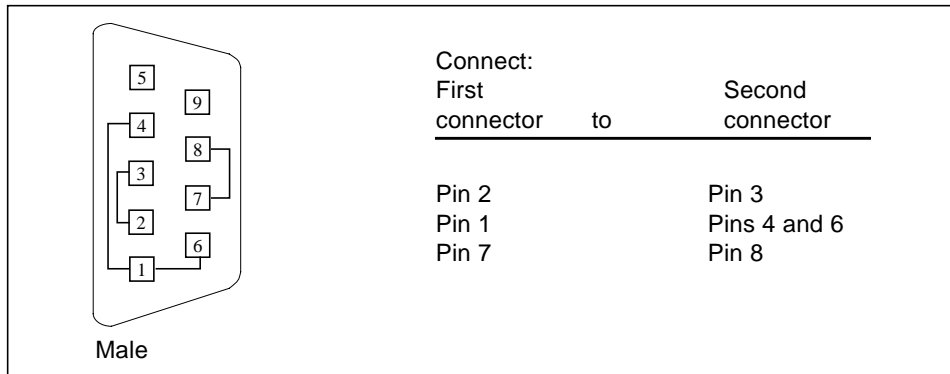 5
9
4
8
3
7
2
6
1
Male
Connect:
First Second
connector to connector
Pin 2 Pin 3
Pin 1 Pins 4 and 6
Pin 7 Pin 8